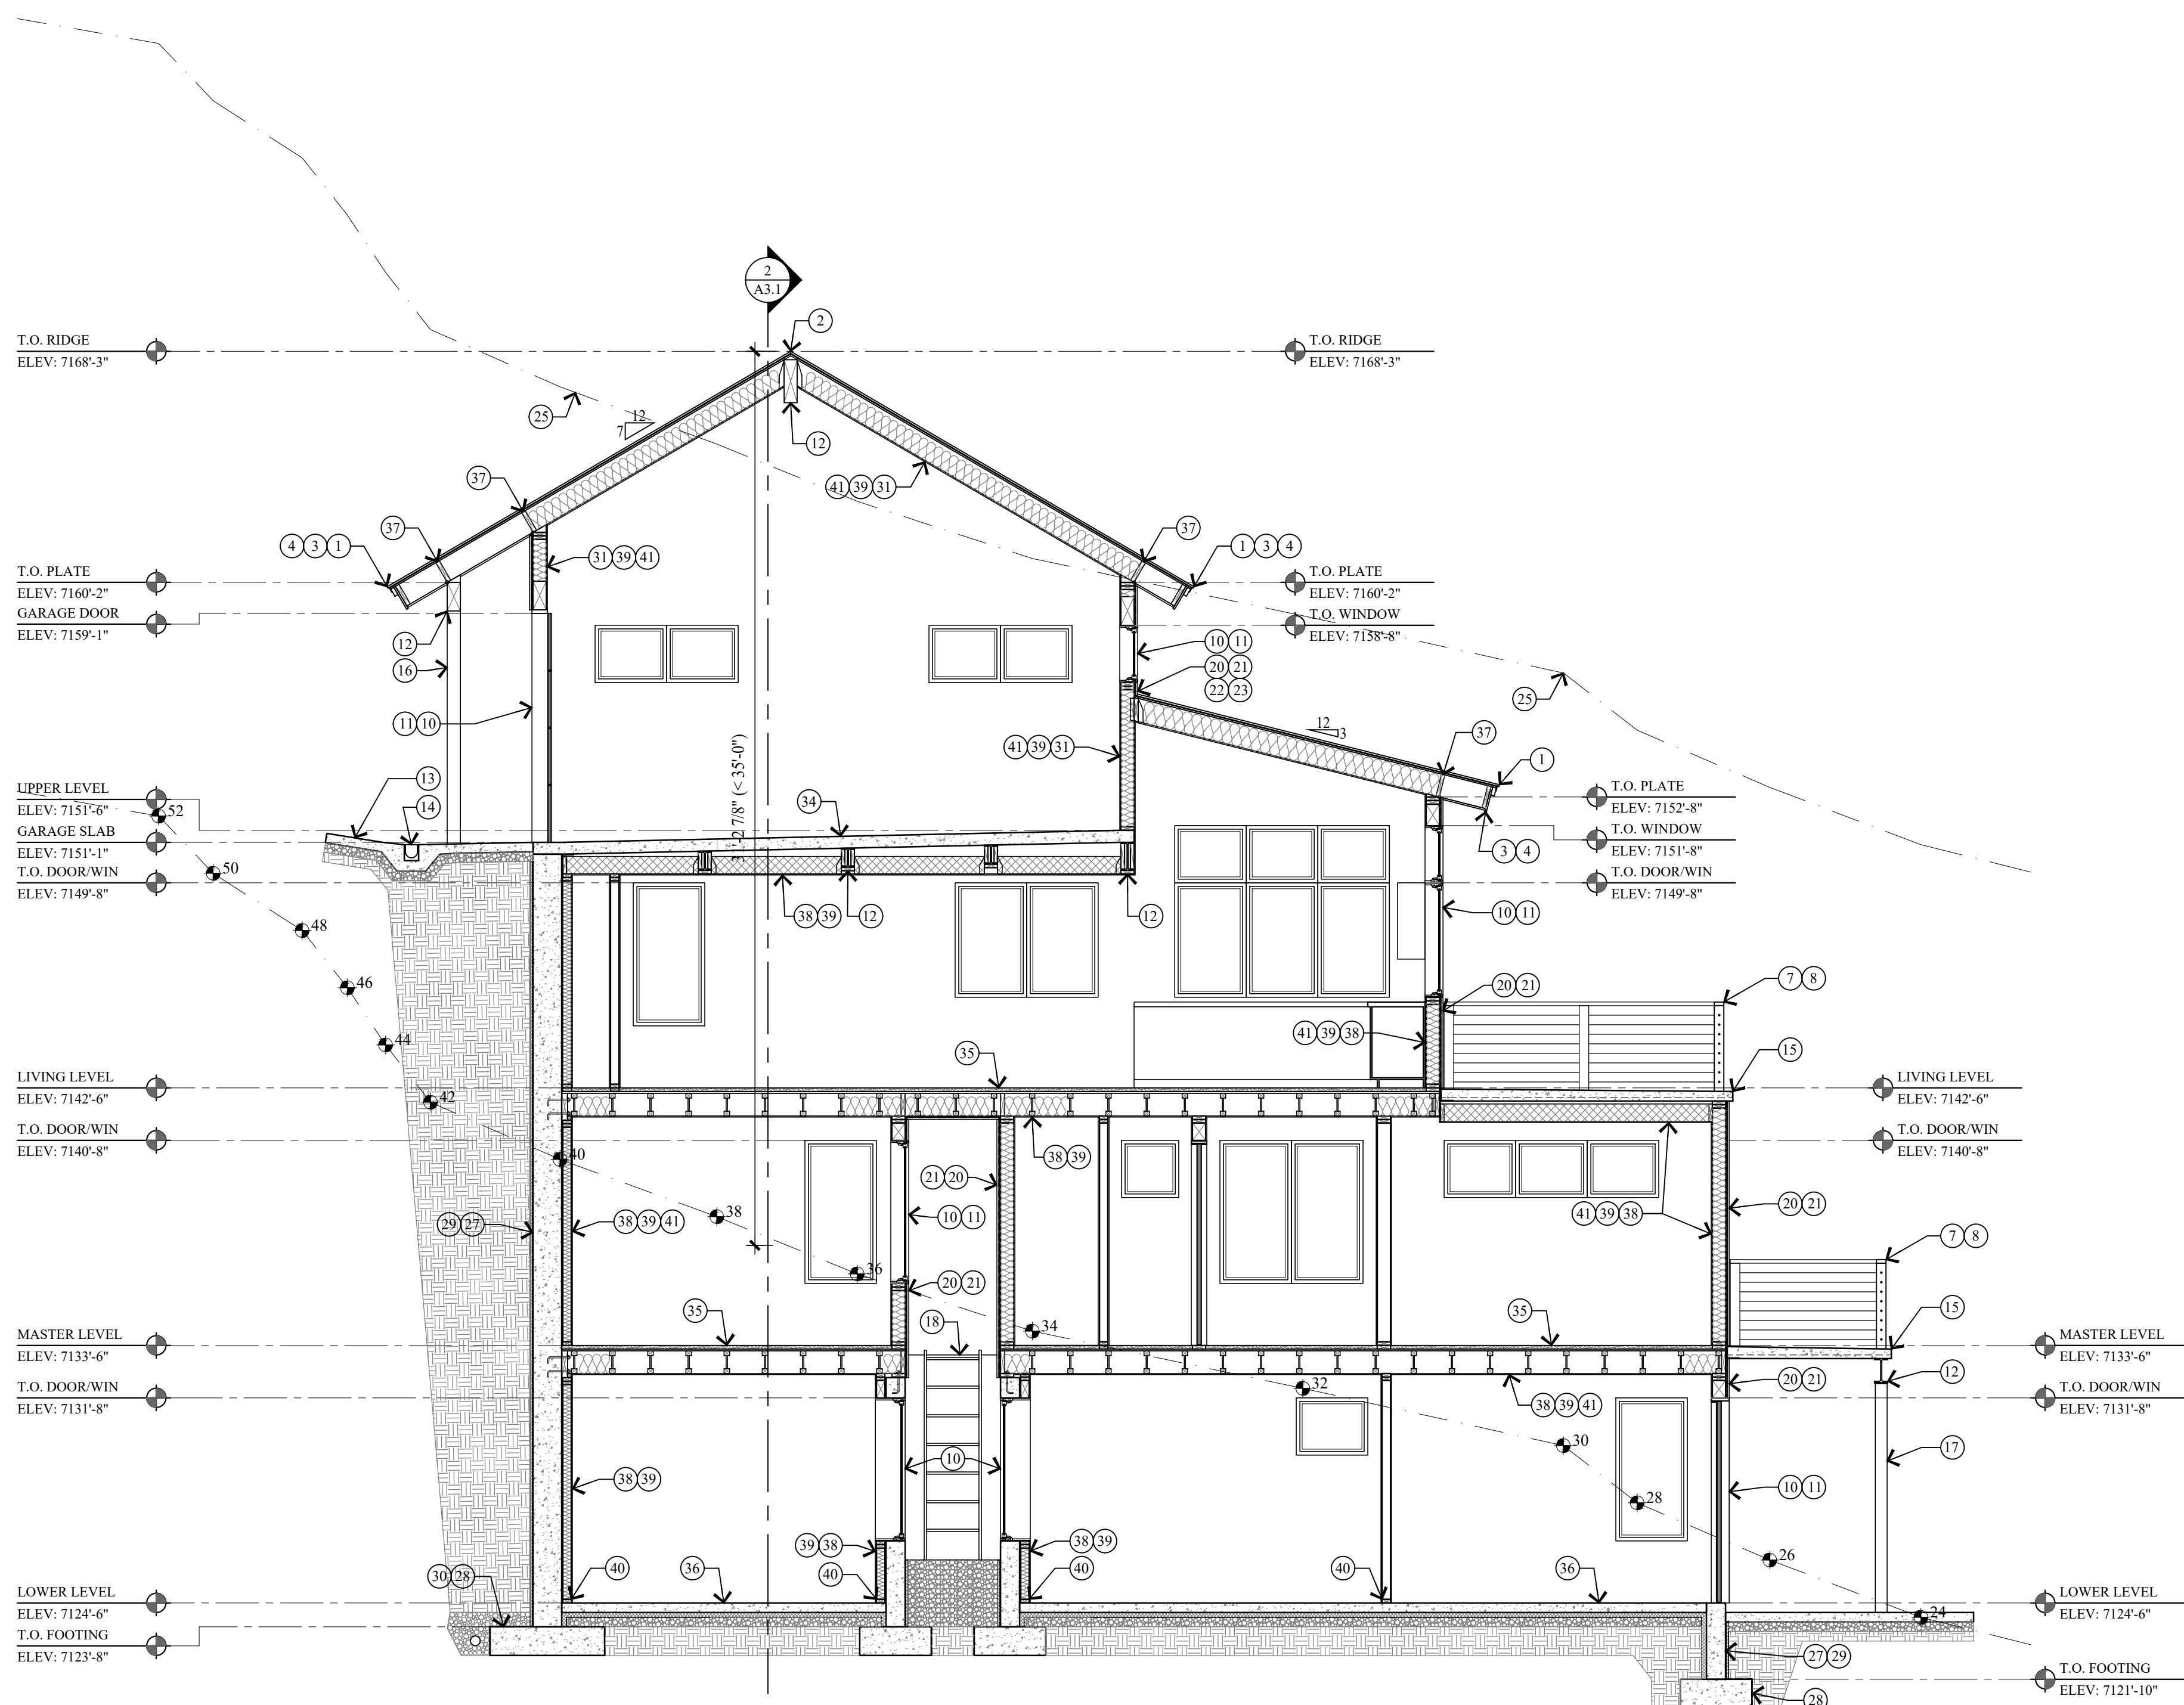 2
A3.1
2
T.O. RIDGE
ELEV: 7168'-3"
T.O. RIDGE
ELEV: 7168'-3"
25
12
7
12
37
41 39 31
37
37
4 3 1
1 3 4
31 39 41
T.O. PLATE
ELEV: 7160'-2"
T.O. PLATE
ELEV: 7160'-2"
GARAGE DOOR
ELEV: 7159'-1"
T.O. WINDOW
ELEV: 7158'-8"
12
16
10 11
20 21
22 23
25
11 10
12
3
37
41 39 31
1
13
34
14
UPPER LEVEL
ELEV: 7151'-6"
52
T.O. PLATE
ELEV: 7152'-8"
GARAGE SLAB
ELEV: 7151'-1"
T.O. WINDOW
ELEV: 7151'-8"
3 4
50
T.O. DOOR/WIN
ELEV: 7149'-8"
T.O. DOOR/WIN
ELEV: 7149'-8"
38 39
12
12
10 11
48
46
20 21
7 8
44
41 39 38
35
15
LIVING LEVEL
ELEV: 7142'-6"
42
LIVING LEVEL
ELEV: 7142'-6"
T.O. DOOR/WIN
ELEV: 7140'-8"
T.O. DOOR/WIN
ELEV: 7140'-8"
40
38 39
21 20
20 21
29 27
38 39 41
38
10 11
41 39 38
7 8
36
20 21
35
18
34
35
15
MASTER LEVEL
ELEV: 7133'-6"
MASTER LEVEL
ELEV: 7133'-6"
20 21
12
32
T.O. DOOR/WIN
ELEV: 7131'-8"
T.O. DOOR/WIN
ELEV: 7131'-8"
38 39 41
30
17
10
38 39
10 11
28
39 38
38 39
26
30 28
40
36
40
40
40
36
LOWER LEVEL
ELEV: 7124'-6"
LOWER LEVEL
ELEV: 7124'-6"
24
T.O. FOOTING
ELEV: 7123'-8"
27 29
T.O. FOOTING
ELEV: 7121'-10"
28